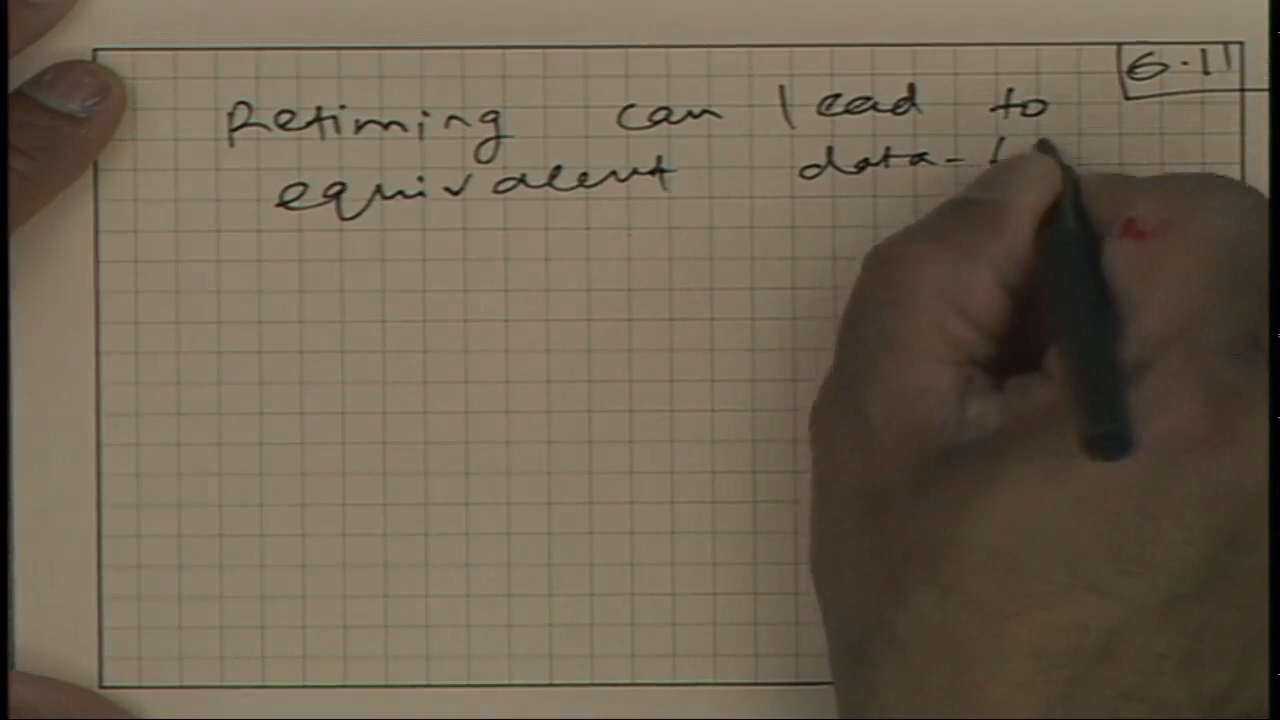 6.11
Retiming can lead to
equivalent data-